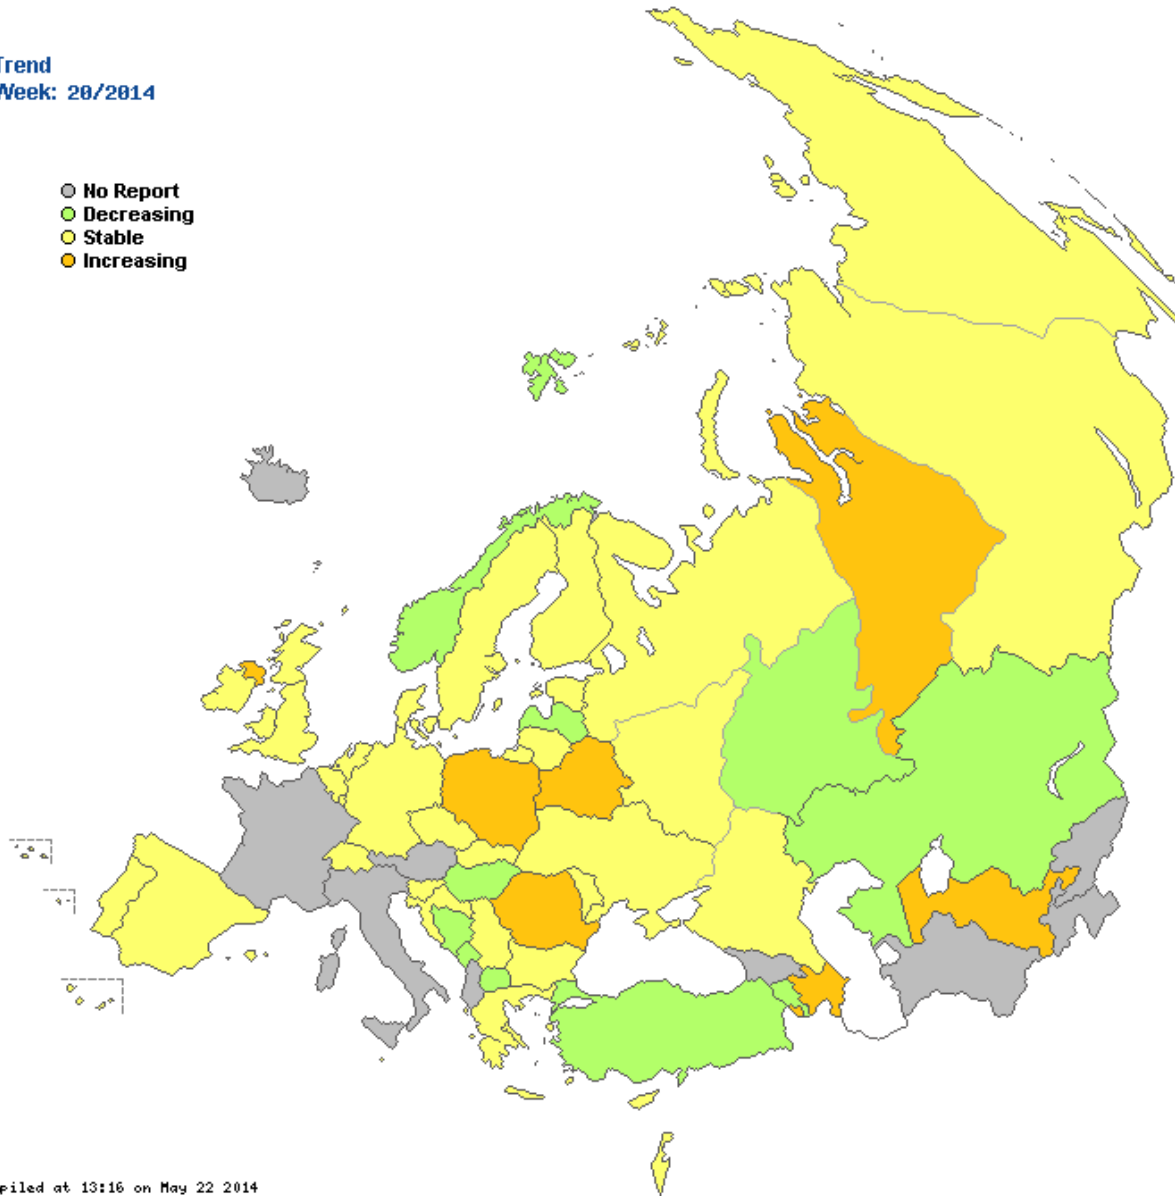 Trend
Week: 20/2014
No Report
Decreasing
Stable
Increasing
piled at 13:16 on May 22 2014